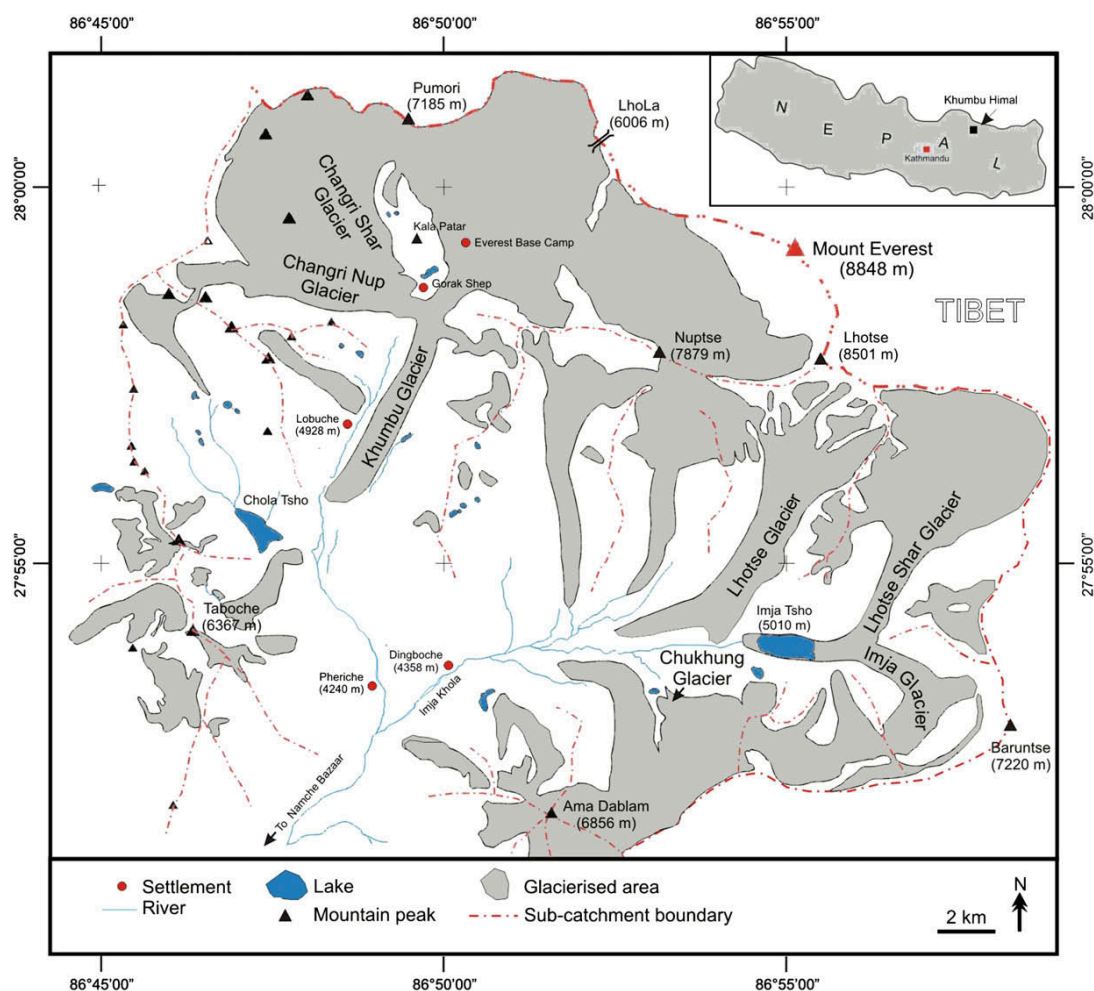 86°45'00"
86°50'00"
86°55'00"
28°00'00"
28°00'00"
27°55'00"
27°55'00"
Pumori
(7185 m)
LhoLa
(6006 m)
N E P A L
Khumbu Himal
Kathmandu
Changri Shar
Glacier
Kala Patar
Everest Base Camp
Mount Everest
(8848 m)
Changri Nup
Glacier
Gorak Shep
TIBET
Nuptse
(7879 m)
Lhotse
(8501 m)
Khumbu Glacier
Lobuche
(4928 m)
Chola Tsho
Lhotse Glacier
Lhotse Shar Glacier
Taboche
(6367 m)
Imja Tsho
(5010 m)
Dingboche
(4358 m)
Pheriche
(4240 m)
Imja Khola
Chukhung
Glacier
Imja Glacier
Baruntse
(7220 m)
To Namche Bazaar
Ama Dablam
(6856 m)
Settlement
Lake
Glacierised area
River
Mountain peak
Sub-catchment boundary
2 km
N
86°45'00"
86°50'00"
86°55'00"